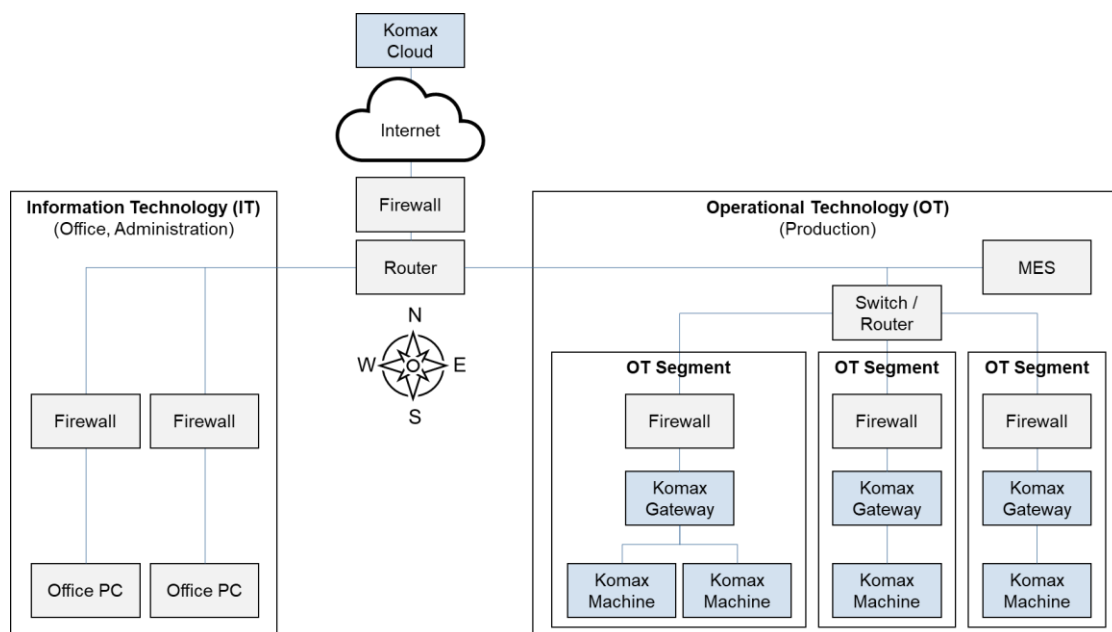 Komax
Cloud
Internet
Firewall
Information Technology (IT)
(Office, Administration)
Operational Technology (OT)
(Production)
Router
MES
Switch /
Router
N
W
E
S
OT Segment
OT Segment
OT Segment
Firewall
Firewall
Firewall
Firewall
Firewall
Komax
Gateway
Komax
Gateway
Komax
Gateway
Office PC
Office PC
Komax
Machine
Komax
Machine
Komax
Machine
Komax
Machine